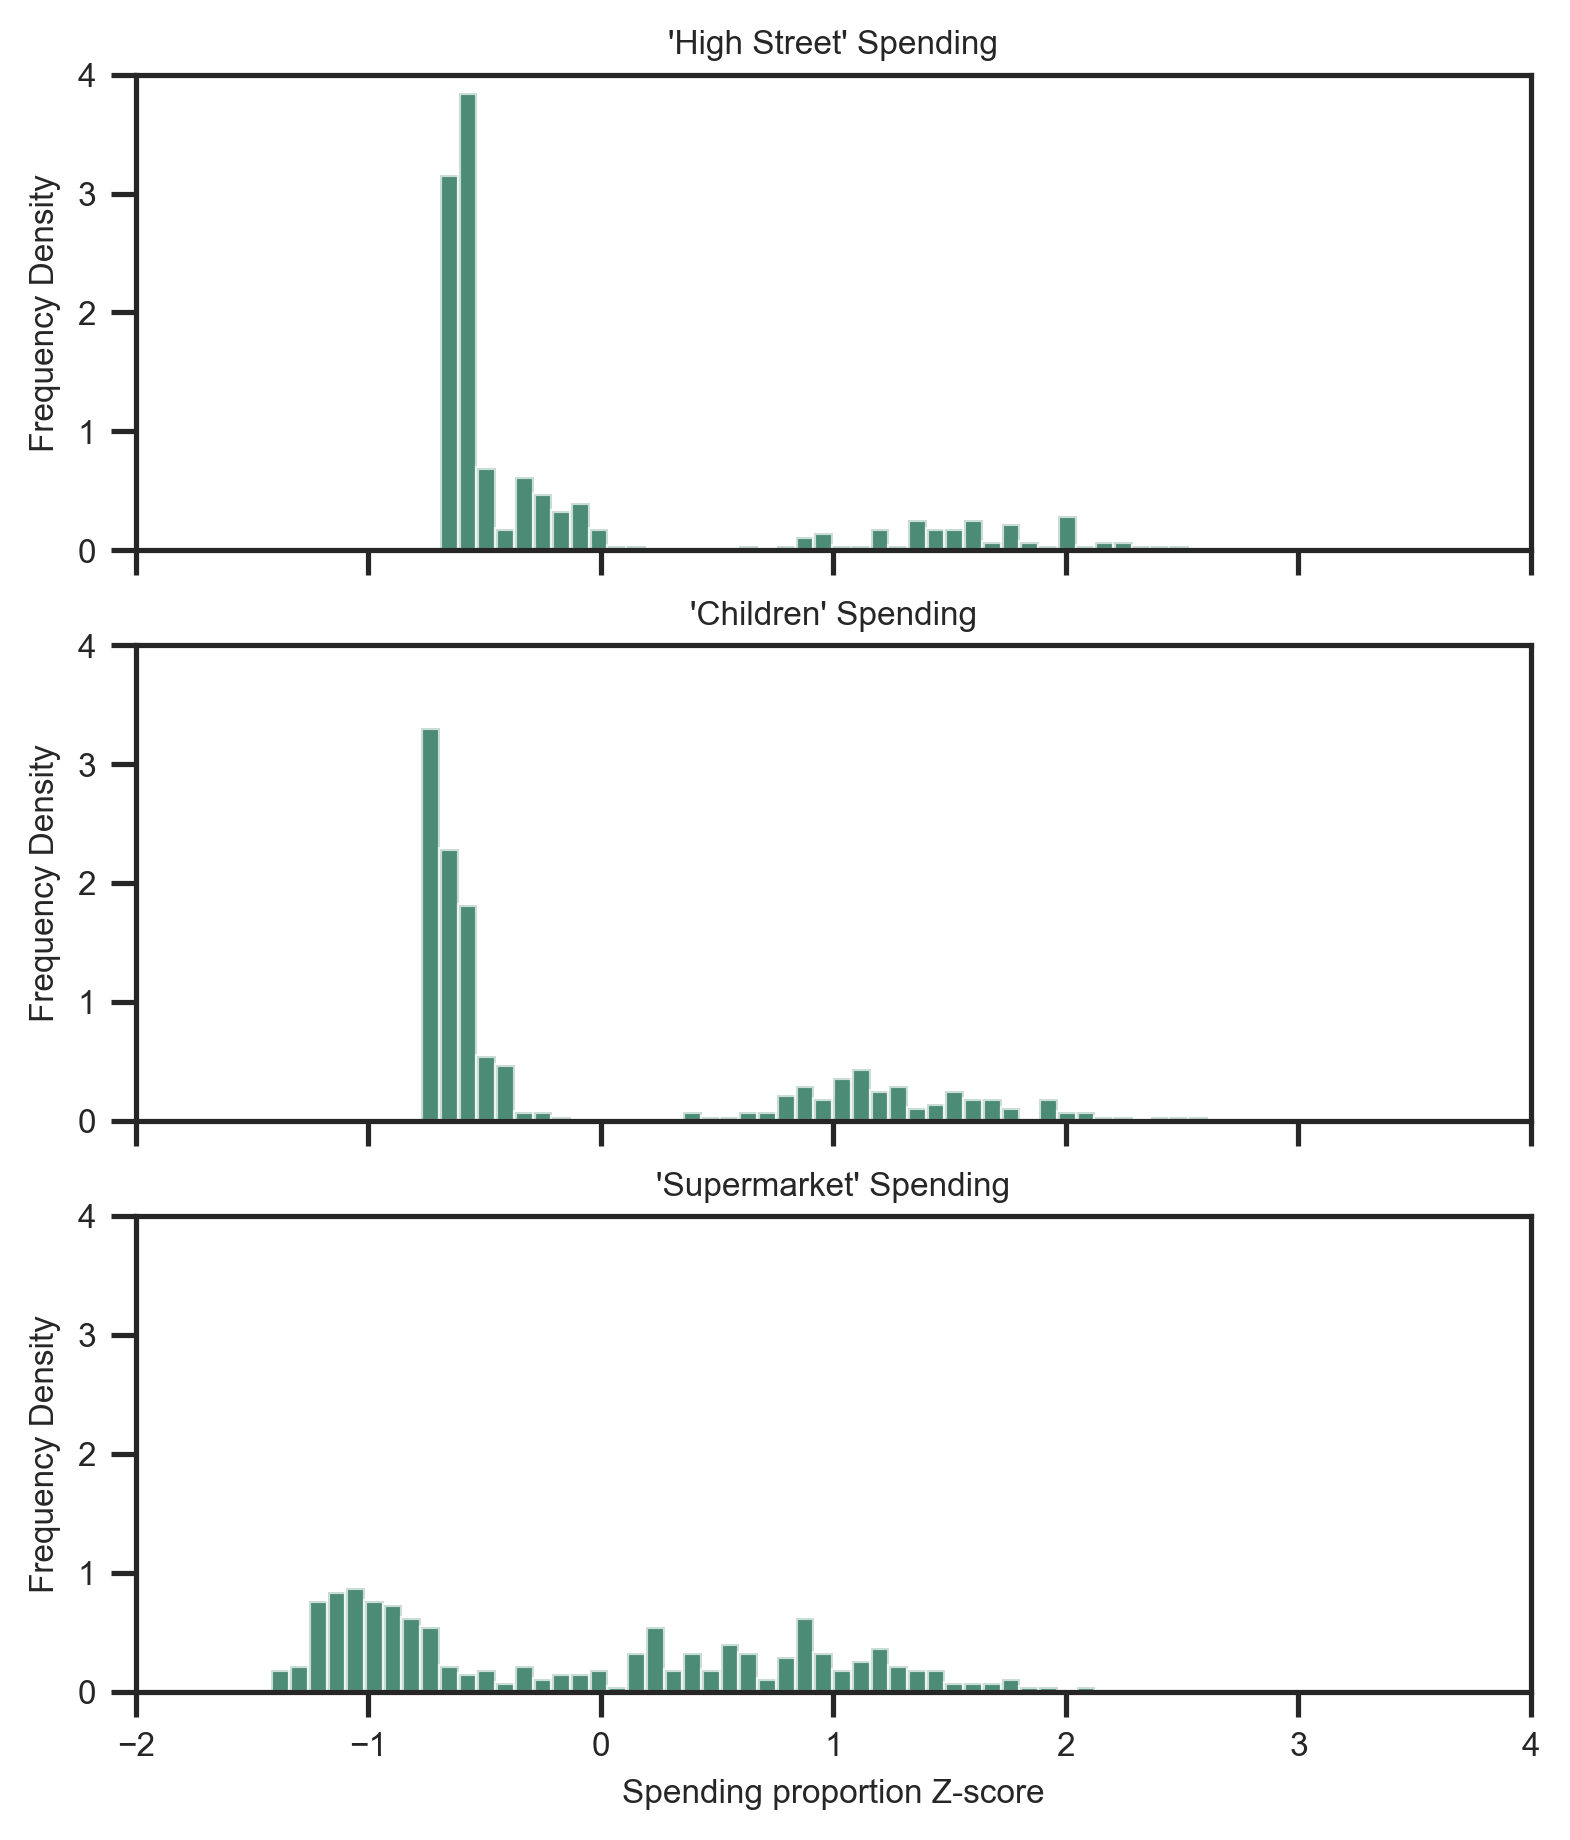 'High Street' Spending
4
3
2
1
0
Frequency Density
'Children' Spending
4
3
2
1
0
Frequency Density
'Supermarket' Spending
4
3
2
1
0
Frequency Density
−2 −1 0 1 2 3 4
Spending proportion Z-score